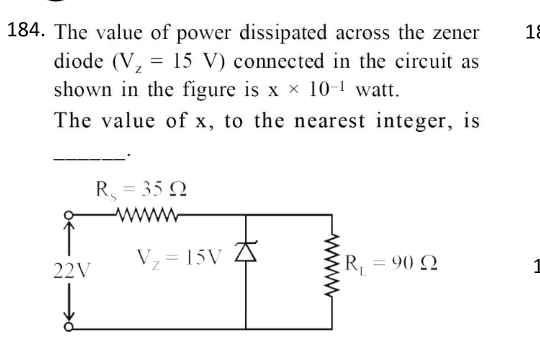 184. The value of power dissipated across the zener
diode (V_z = 15 V) connected in the circuit as
shown in the figure is x × 10⁻¹ watt.
The value of x, to the nearest integer, is
______.
R_S = 35 Ω
V_Z = 15V
22V
R_L = 90 Ω
18
1